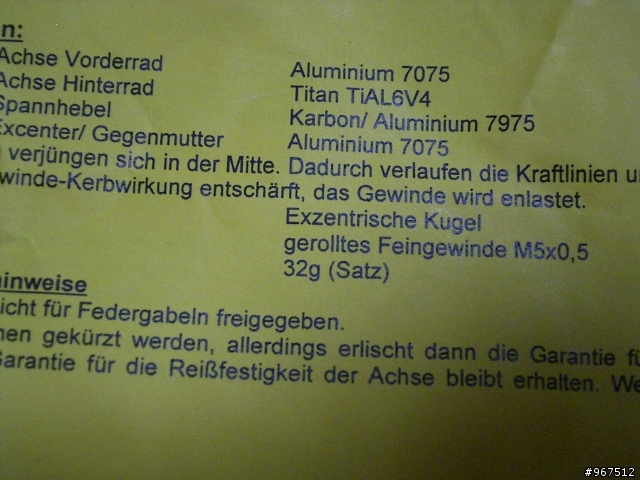 n:
Achse Vorderrad Aluminium 7075
Achse Hinterrad Titan TiAL6V4
Spannhebel Karbon/ Aluminium 7975
Excenter/ Gegenmutter Aluminium 7075
verjüngen sich in der Mitte. Dadurch verlaufen die Kraftlinien u
winde-Kerbwirkung entschärft, das Gewinde wird enlastet.
Exzentrische Kugel
gerolltes Feingewinde M5x0,5
32g (Satz)
hinweise
icht für Federgabeln freigegeben.
nen gekürzt werden, allerdings erlischt dann die Garantie fü
Garantie für die Reißfestigkeit der Achse bleibt erhalten. We
#967512